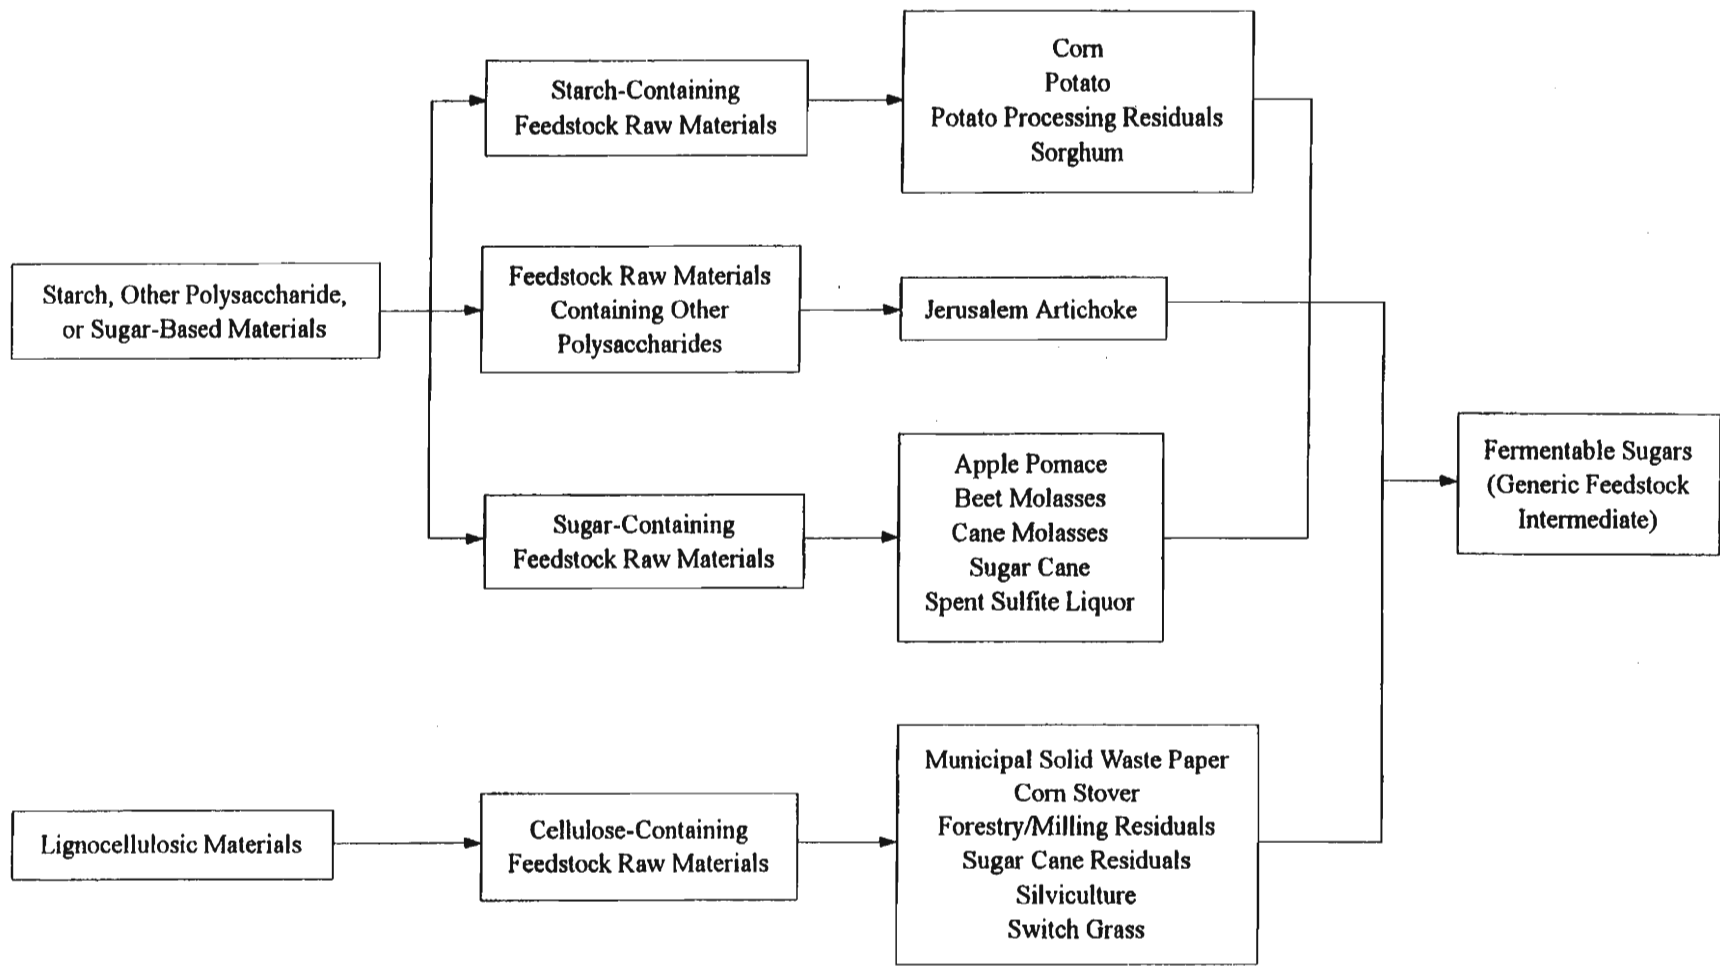 Starch, Other Polysaccharide,
or Sugar-Based Materials
Starch-Containing
Feedstock Raw Materials
Corn
Potato
Potato Processing Residuals
Sorghum
Feedstock Raw Materials
Containing Other
Polysaccharides
Jerusalem Artichoke
Sugar-Containing
Feedstock Raw Materials
Apple Pomace
Beet Molasses
Cane Molasses
Sugar Cane
Spent Sulfite Liquor
Lignocellulosic Materials
Cellulose-Containing
Feedstock Raw Materials
Municipal Solid Waste Paper
Corn Stover
Forestry/Milling Residuals
Sugar Cane Residuals
Silviculture
Switch Grass
Fermentable Sugars
(Generic Feedstock
Intermediate)